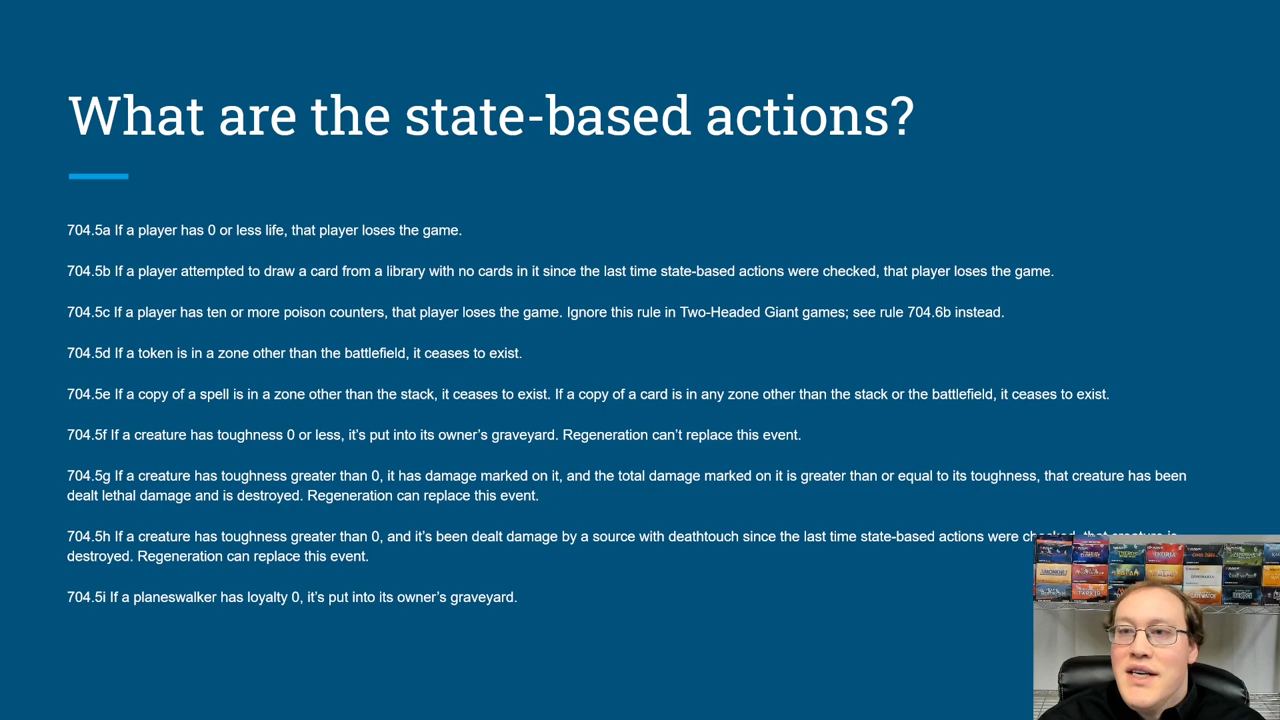 What are the state-based actions?
704.5a If a player has 0 or less life, that player loses the game.
704.5b If a player attempted to draw a card from a library with no cards in it since the last time state-based actions were checked, that player loses the game.
704.5c If a player has ten or more poison counters, that player loses the game. Ignore this rule in Two-Headed Giant games; see rule 704.6b instead.
704.5d If a token is in a zone other than the battlefield, it ceases to exist.
704.5e If a copy of a spell is in a zone other than the stack, it ceases to exist. If a copy of a card is in any zone other than the stack or the battlefield, it ceases to exist.
704.5f If a creature has toughness 0 or less, it’s put into its owner’s graveyard. Regeneration can’t replace this event.
704.5g If a creature has toughness greater than 0, it has damage marked on it, and the total damage marked on it is greater than or equal to its toughness, that creature has been
dealt lethal damage and is destroyed. Regeneration can replace this event.
704.5h If a creature has toughness greater than 0, and it’s been dealt damage by a source with deathtouch since the last time state-based actions were checked, that creature is
destroyed. Regeneration can replace this event.
704.5i If a planeswalker has loyalty 0, it’s put into its owner’s graveyard.
IKORIA
TARKIR